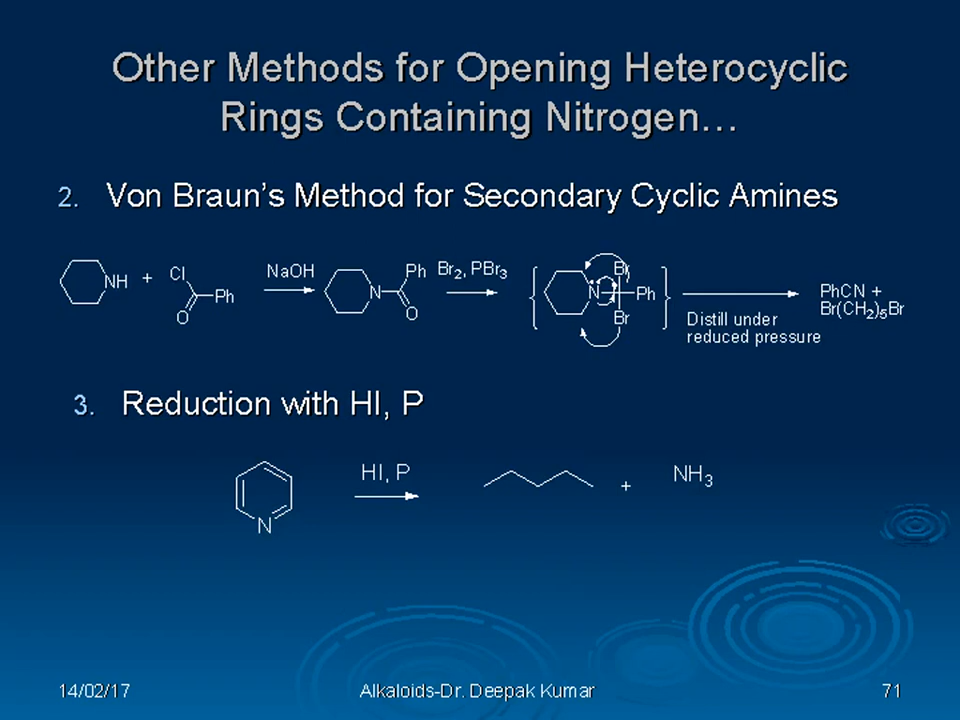 Other Methods for Opening Heterocyclic
Rings Containing Nitrogen…
2. Von Braun's Method for Secondary Cyclic Amines
NH + Cl Ph O NaOH N Ph O Br2, PBr3 N Br Ph Br
Distill under
reduced pressure
PhCN +
Br(CH2)5Br
3. Reduction with HI, P
N HI, P + NH3
14/02/17 Alkaloids-Dr. Deepak Kumar 71